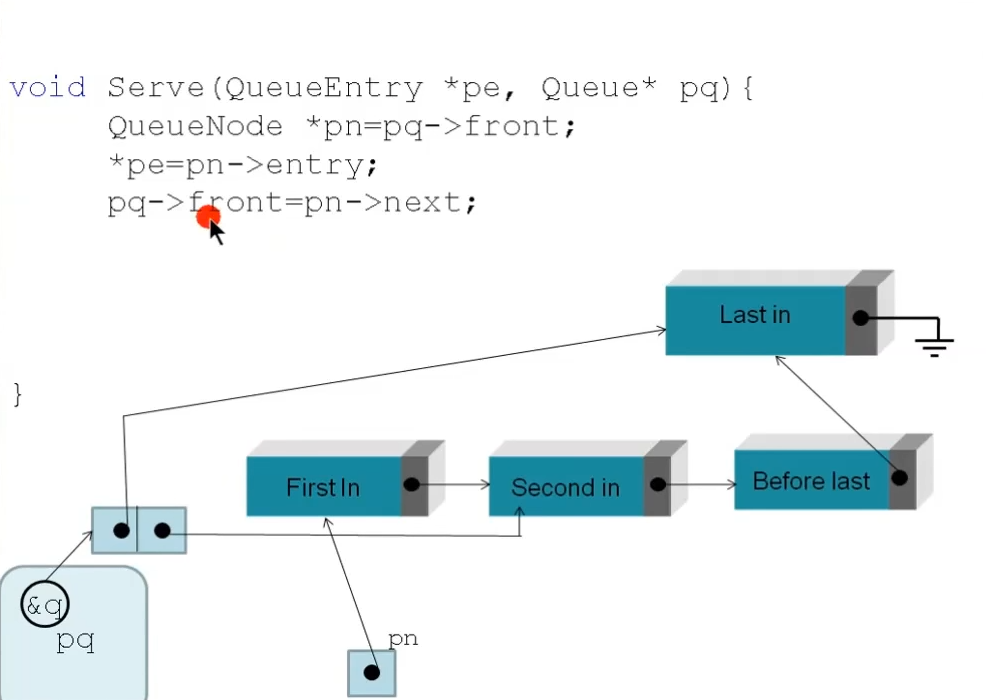 void Serve(QueueEntry *pe, Queue* pq){
QueueNode *pn=pq->front;
*pe=pn->entry;
pq->front=pn->next;
Last in
}
First In
Second in
Before last
&q
pq
pn